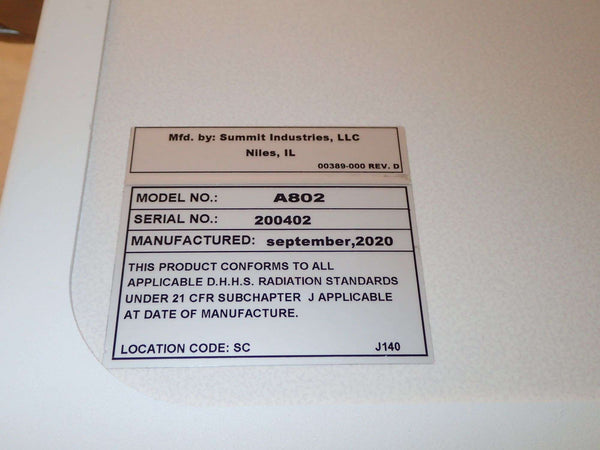 Mfd. by: Summit Industries, LLC
Niles, IL
00389-000 REV. D
MODEL NO.: A802
SERIAL NO.: 200402
MANUFACTURED: september,2020
THIS PRODUCT CONFORMS TO ALL
APPLICABLE D.H.H.S. RADIATION STANDARDS
UNDER 21 CFR SUBCHAPTER J APPLICABLE
AT DATE OF MANUFACTURE.
LOCATION CODE: SC J140